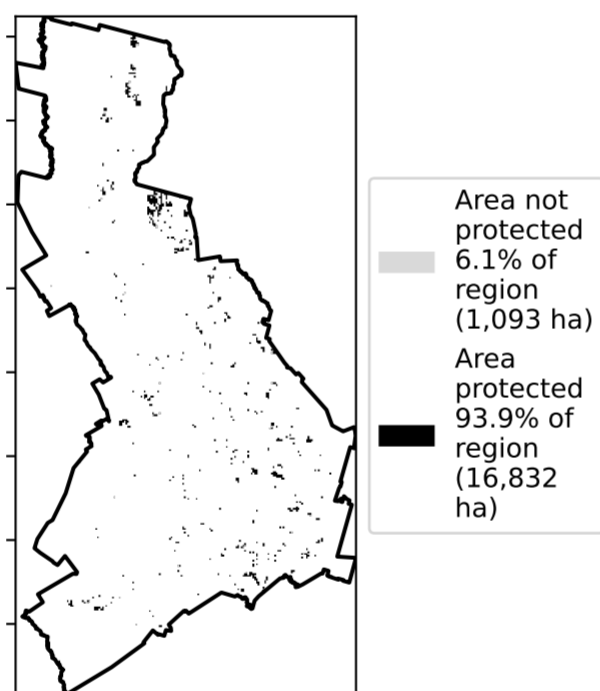 Area not
protected
6.1% of
region
(1,093 ha)
Area
protected
93.9% of
region
(16,832
ha)